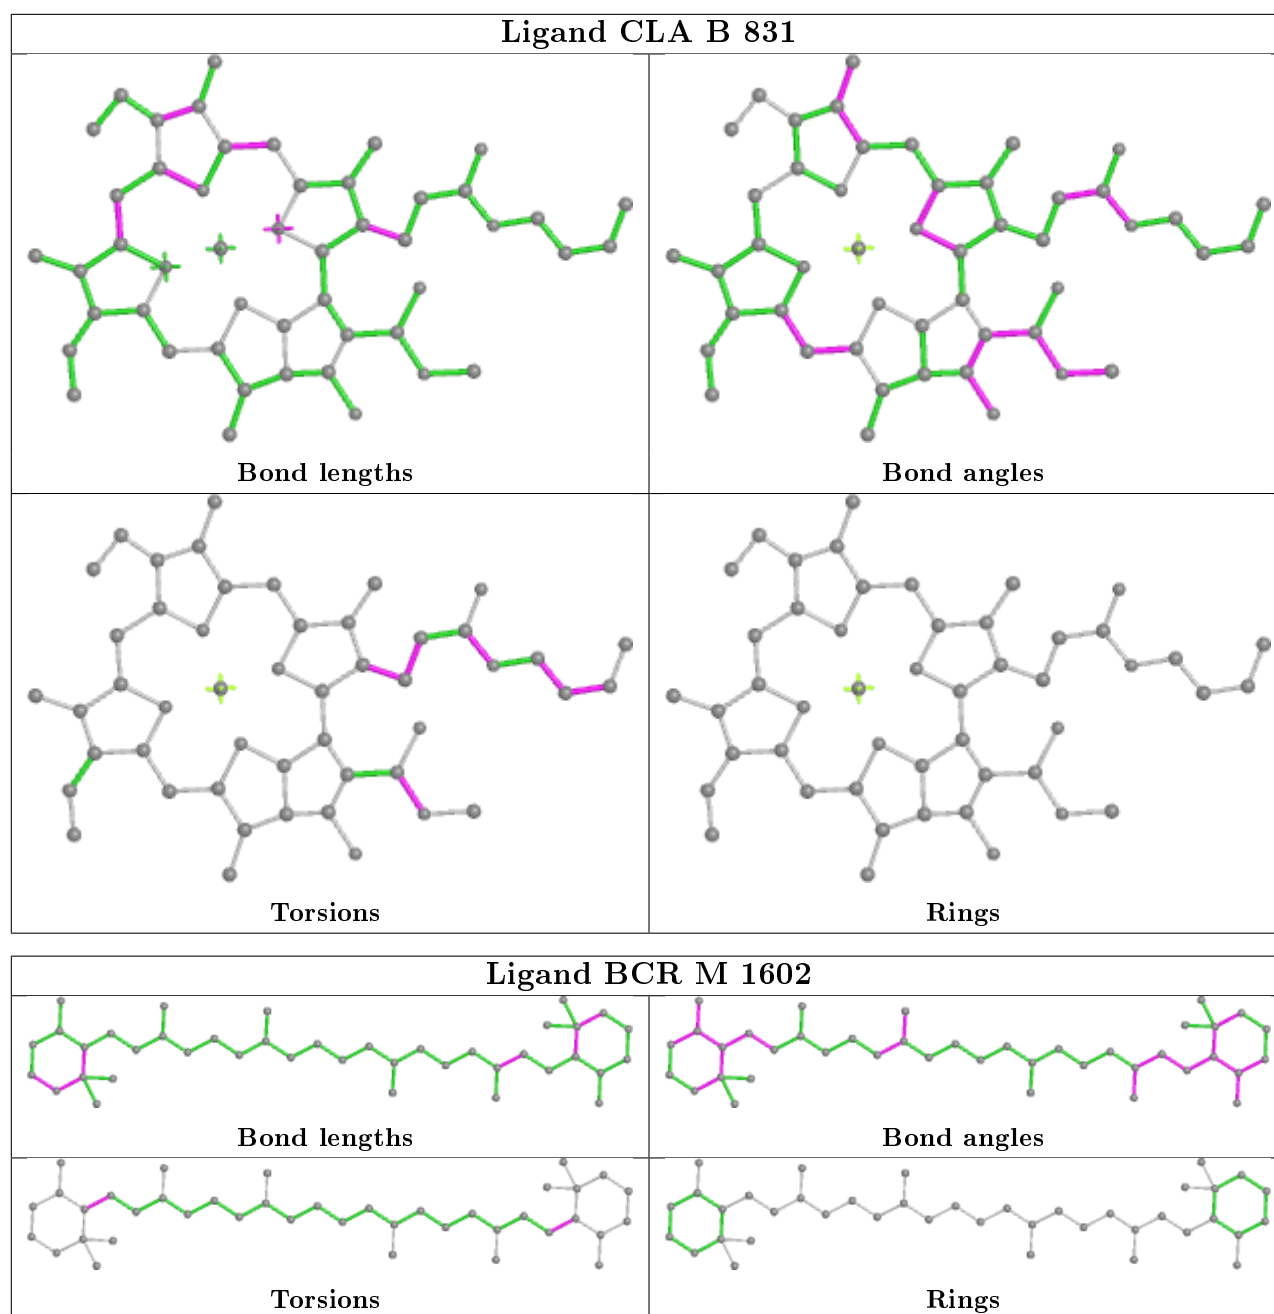 Ligand CLA B 831
Bond lengths
Bond angles
Torsions
Rings
Ligand BCR M 1602
Bond lengths
Bond angles
Torsions
Rings